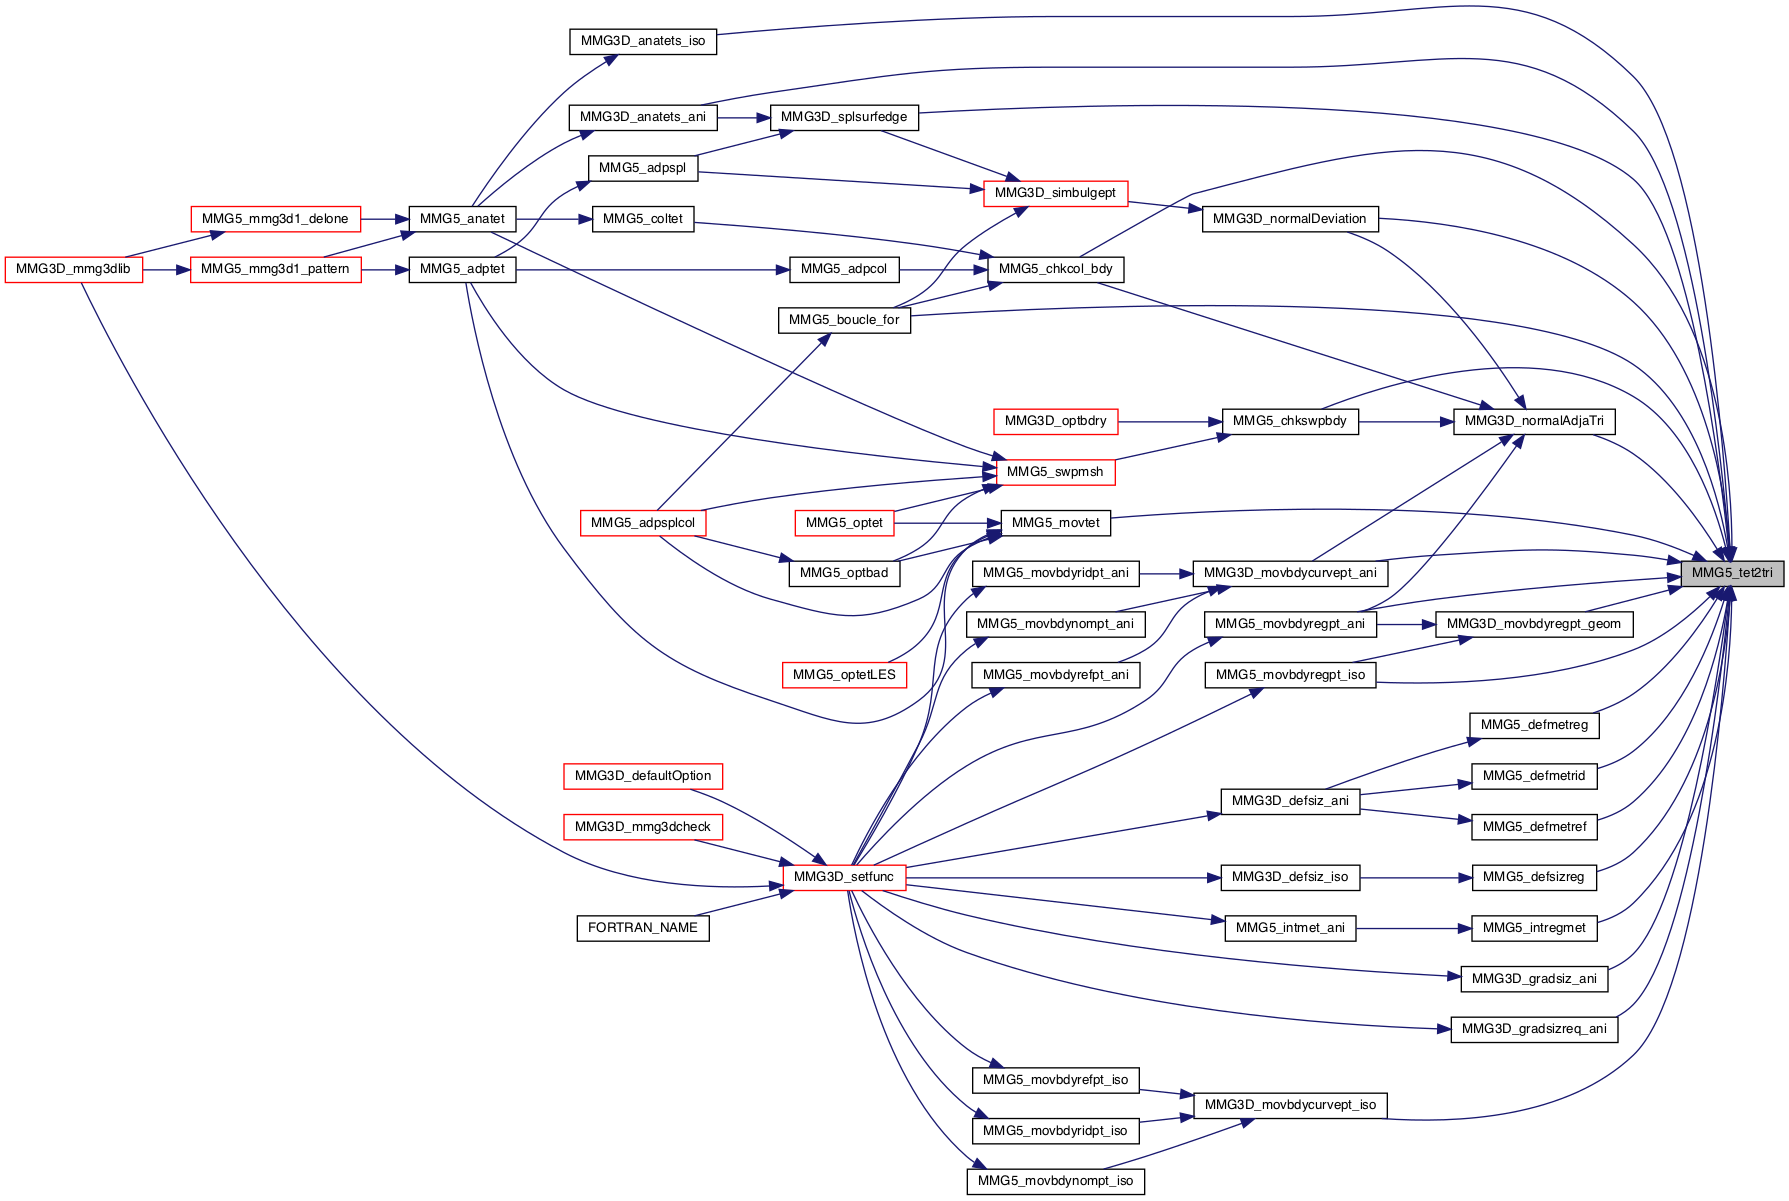 MMG3D_anatets_iso
MMG3D_anatets_ani
MMG3D_splsurfedge
MMG5_adpspl
MMG3D_simbulgept
MMG5_mmg3d1_delone
MMG5_anatet
MMG5_coltet
MMG3D_normalDeviation
MMG3D_mmg3dlib
MMG5_mmg3d1_pattern
MMG5_adptet
MMG5_adpcol
MMG5_chkcol_bdy
MMG5_boucle_for
MMG3D_optbdry
MMG5_chkswpbdy
MMG3D_normalAdjaTri
MMG5_swpmsh
MMG5_adpsplcol
MMG5_optet
MMG5_movtet
MMG5_optbad
MMG5_movbdyridpt_ani
MMG3D_movbdycurvept_ani
MMG5_tet2tri
MMG5_movbdynompt_ani
MMG5_movbdyregpt_ani
MMG3D_movbdyregpt_geom
MMG5_optetLES
MMG5_movbdyrefpt_ani
MMG5_movbdyregpt_iso
MMG5_defmetreg
MMG3D_defaultOption
MMG5_defmetrid
MMG3D_defsiz_ani
MMG3D_mmg3dcheck
MMG5_defmetref
MMG3D_setfunc
MMG3D_defsiz_iso
MMG5_defsizreg
FORTRAN_NAME
MMG5_intmet_ani
MMG5_intregmet
MMG3D_gradsiz_ani
MMG3D_gradsizreq_ani
MMG5_movbdyrefpt_iso
MMG3D_movbdycurvept_iso
MMG5_movbdyridpt_iso
MMG5_movbdynompt_iso